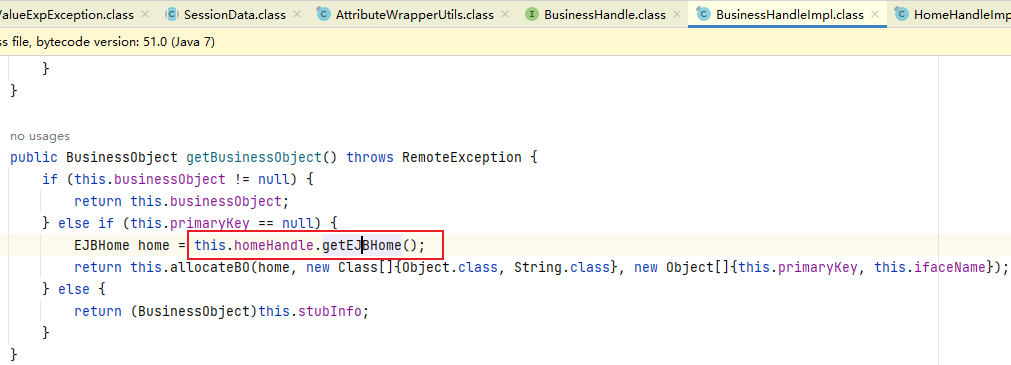 ValueExpException.class × SessionData.class × AttributeWrapperUtils.class × BusinessHandle.class × BusinessHandleImpl.class × HomeHandleImp
ss file, bytecode version: 51.0 (Java 7)
}
}
no usages
public BusinessObject getBusinessObject() throws RemoteException {
if (this.businessObject != null) {
return this.businessObject;
} else if (this.primaryKey == null) {
EJBHome home = this.homeHandle.getEJBHome();
return this.allocateBO(home, new Class[]{Object.class, String.class}, new Object[]{this.primaryKey, this.ifaceName});
} else {
return (BusinessObject)this.stubInfo;
}
}